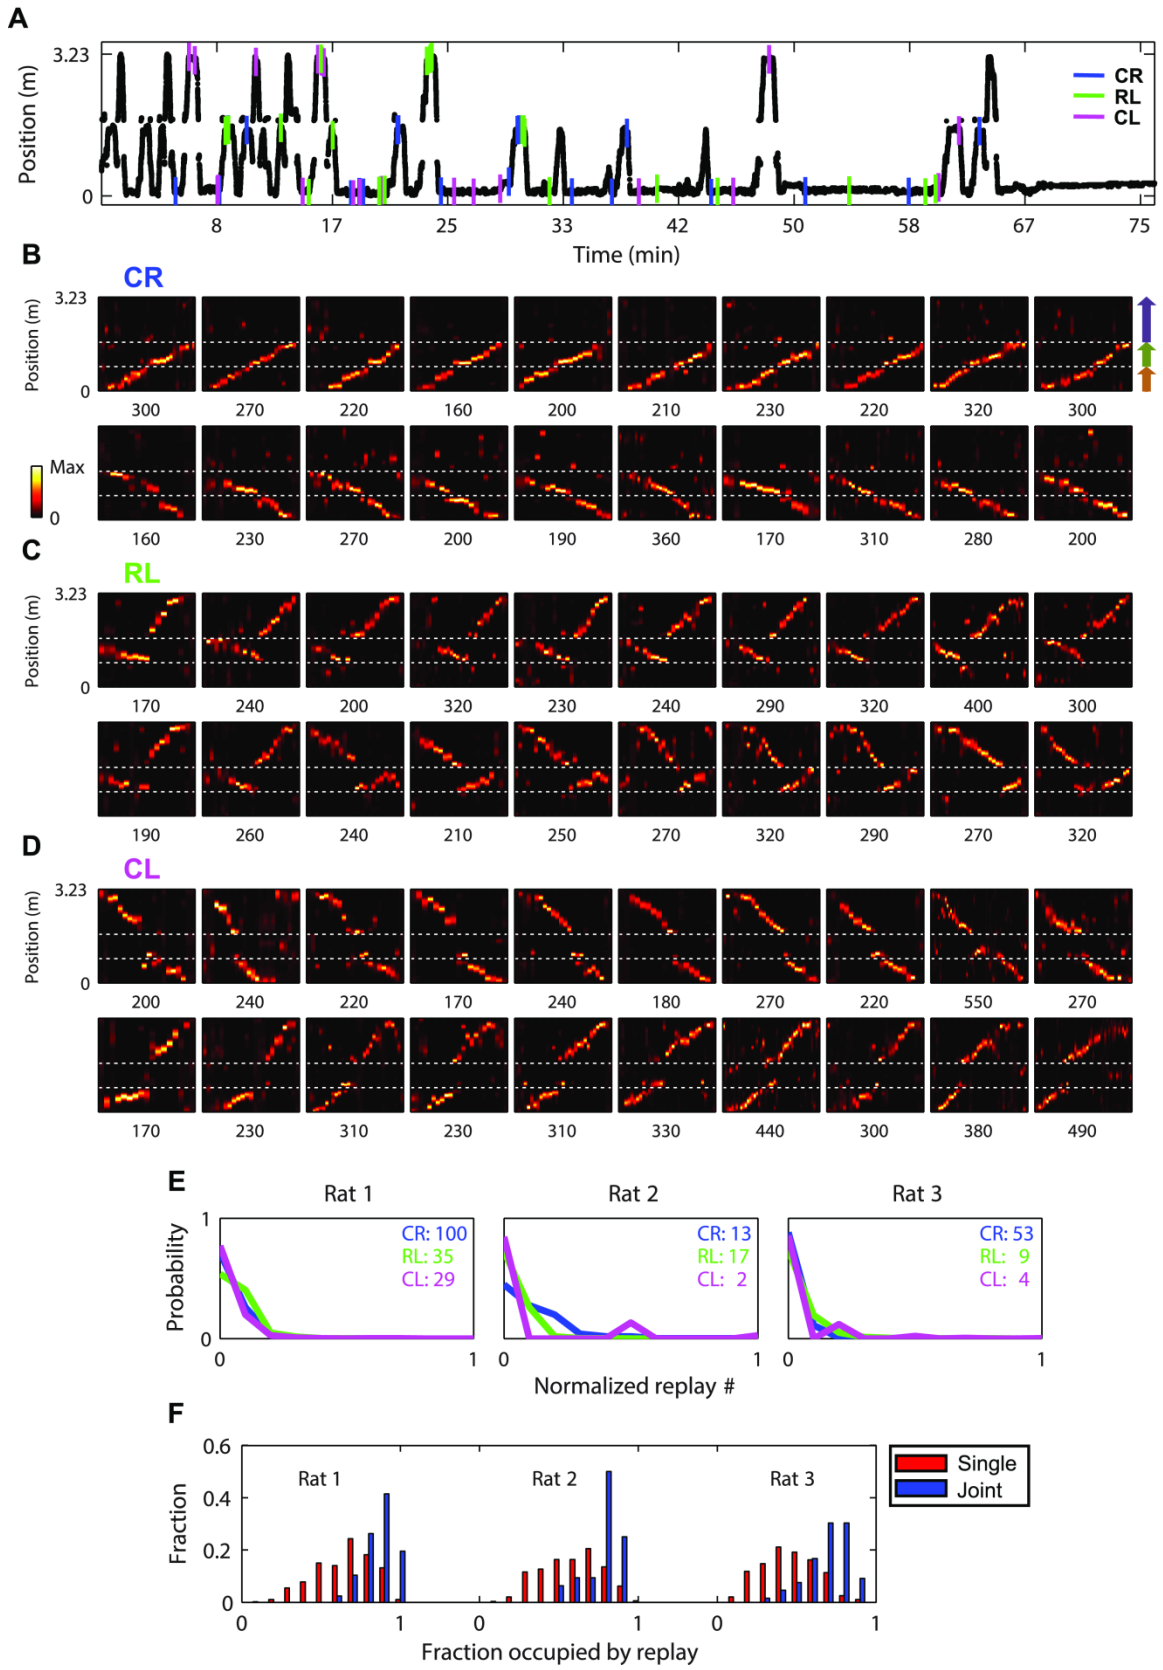 A
Position (m)
3.23
0
CR
RL
CL
8 17 25 33 42 50 58 67 75
Time (min)
B
CR
Position (m)
3.23
0
300 270 220 160 200 210 230 220 320 300
Max
0
160 230 270 200 190 360 170 310 280 200
C
RL
Position (m)
3.23
0
170 240 200 320 230 240 290 320 400 300
190 260 240 210 250 270 320 290 270 320
D
CL
Position (m)
3.23
0
200 240 220 170 240 180 270 220 550 270
170 230 310 230 310 330 440 300 380 490
E
Rat 1 Rat 2 Rat 3
Probability
1
0
CR: 100 CR: 13 CR: 53
RL: 35 RL: 17 RL: 9
CL: 29 CL: 2 CL: 4
0 1 0 1 0 1
Normalized replay #
F
Fraction
0.6
0.4
0.2
0
Rat 1 Rat 2 Rat 3
Single
Joint
0 1 0 1 0 1
Fraction occupied by replay